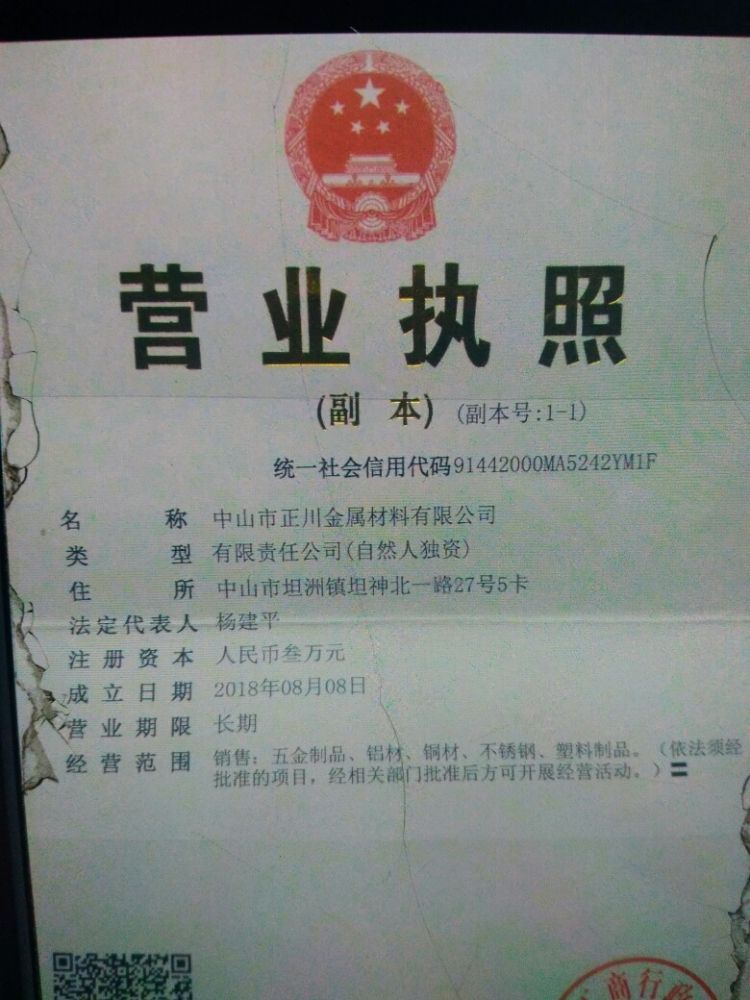 营业执照
(副 本) (副本号:1-1)
统一社会信用代码91442000MA5242YM1F
名 称 中山市正川金属材料有限公司
类 型 有限责任公司(自然人独资)
住 所 中山市坦洲镇坦神北一路27号5卡
法定代表人 杨建平
注册资本 人民币叁万元
成立日期 2018年08月08日
营业期限 长期
经营范围 销售：五金制品、铝材、铜材、不锈钢、塑料制品。（依法须经
批准的项目，经相关部门批准后方可开展经营活动。）
商行政